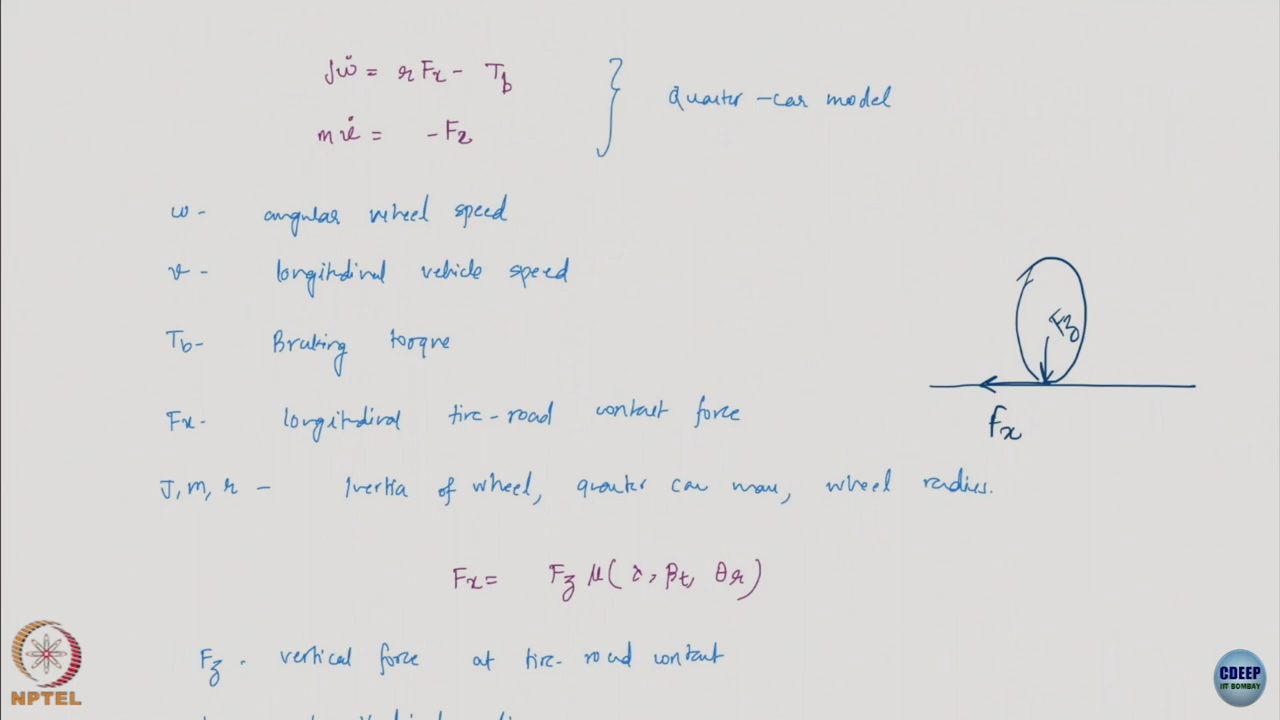 Jω̇ = rFx - Tb
mv̇ = -Fx
Quarter-car model
ω - angular wheel speed
v - longitdinal vehicle speed
Tb - Braking torque
Fx - longitdinal tire-road contact force
J, m, r - Inertia of wheel, quarter car mass, wheel radius.
Fz
Fx
Fx = Fz μ(λ, βt, θr)
Fz - vertical force at tire-road contact
NPTEL
CDEEP
IIT BOMBAY